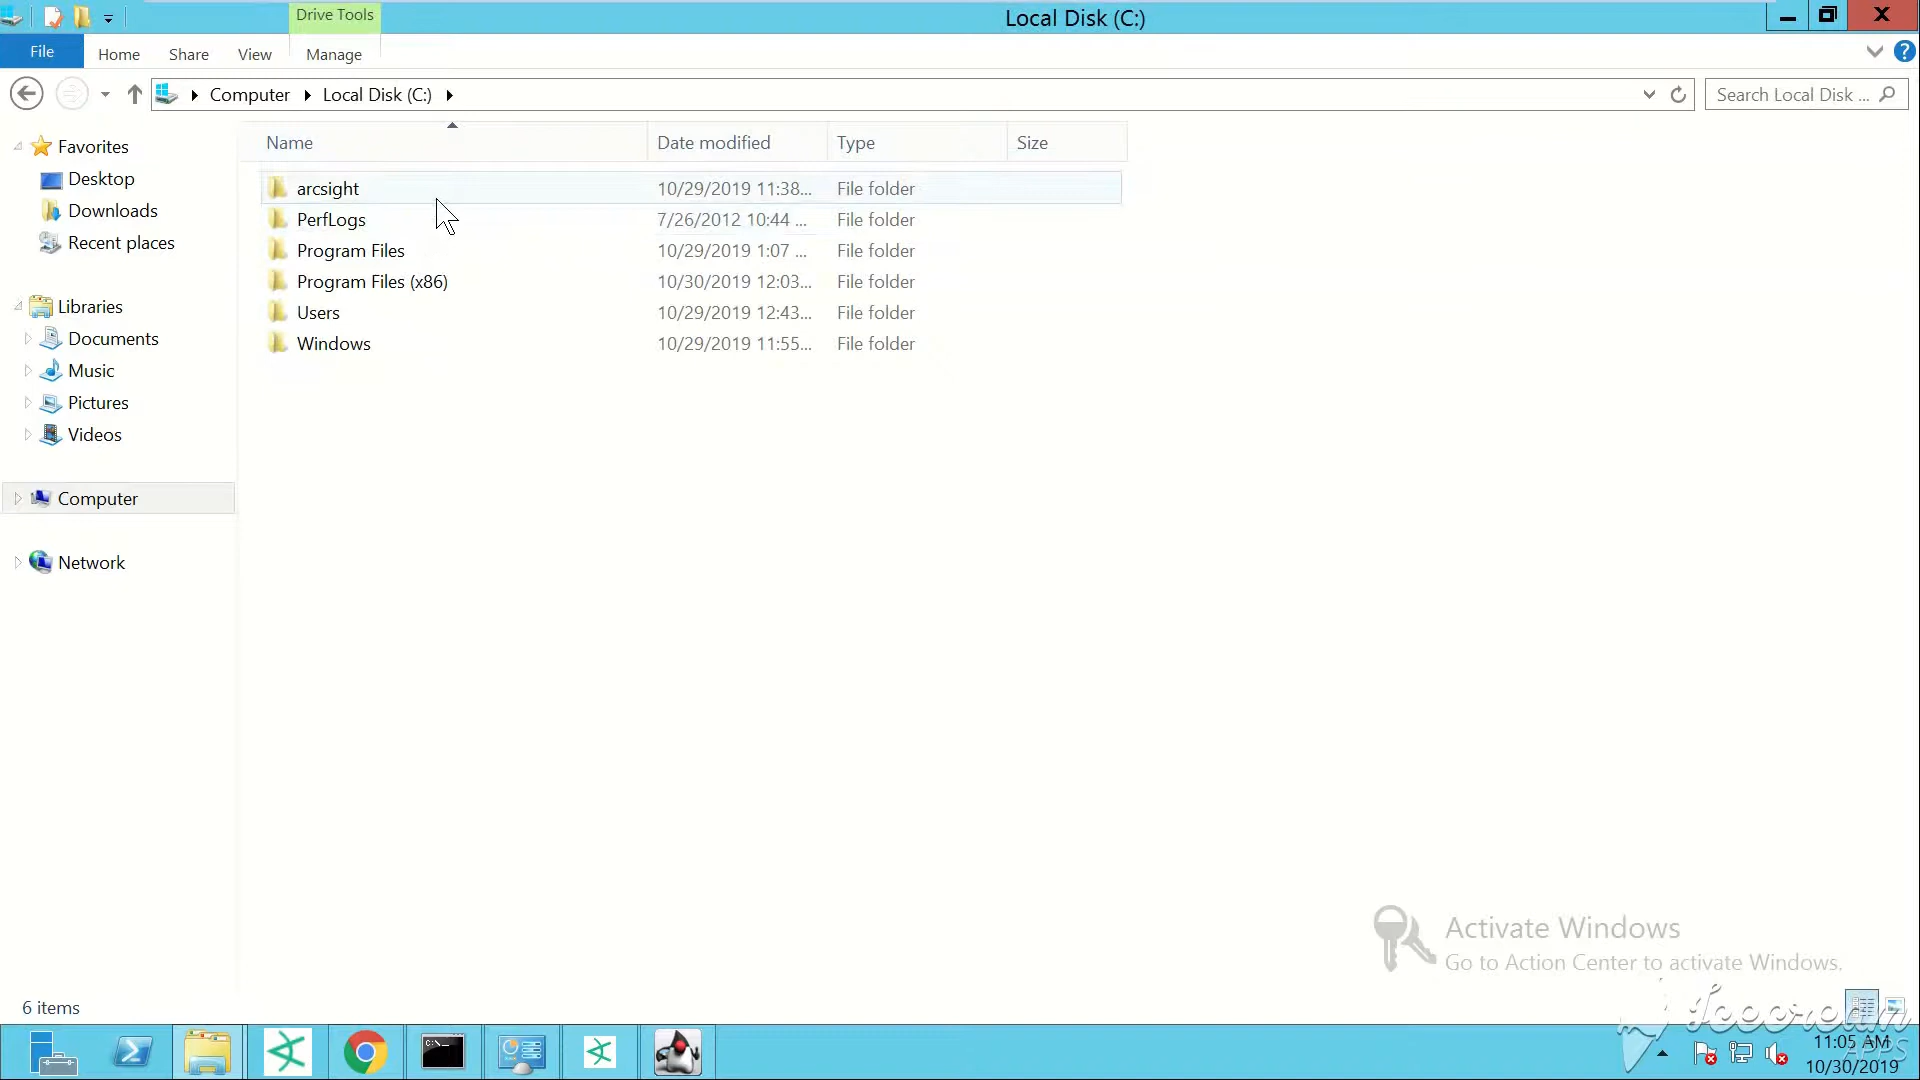 Drive Tools
Local Disk (C:)
File
Home
Share
View
Manage
Computer
Local Disk (C:)
Search Local Disk ...
Name
Date modified
Type
Size
Favorites
Desktop
Downloads
Recent places
Libraries
Documents
Music
Pictures
Videos
Computer
Network
arcsight 10/29/2019 11:38... File folder
PerfLogs 7/26/2012 10:44 ... File folder
Program Files 10/29/2019 1:07 ... File folder
Program Files (x86) 10/30/2019 12:03... File folder
Users 10/29/2019 12:43... File folder
Windows 10/29/2019 11:55... File folder
Activate Windows
Go to Action Center to activate Windows.
6 items
Icecream
APPS
11:05 AM
10/30/2019